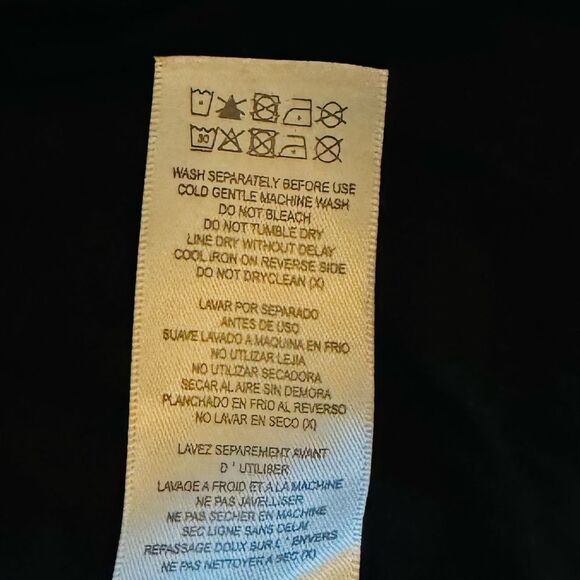 30
WASH SEPARATELY BEFORE USE
COLD GENTLE MACHINE WASH
DO NOT BLEACH
DO NOT TUMBLE DRY
LINE DRY WITHOUT DELAY
COOL IRON ON REVERSE SIDE
DO NOT DRYCLEAN (X)
LAVAR POR SEPARADO
ANTES DE USO
SUAVE LAVADO A MAQUINA EN FRIO
NO UTILIZAR LEJIA
NO UTILIZAR SECADORA
SECAR AL AIRE SIN DEMORA
PLANCHADO EN FRIO AL REVERSO
NO LAVAR EN SECO (X)
LAVEZ SEPAREMENT AVANT
D ' UTILISER
LAVAGE A FROID ET A LA MACHINE
NE PAS JAVELLISER
NE PAS SECHER EN MACHINE
SEC LIGNE SANS DELAI
REPASSAGE DOUX SUR L ' ENVERS
NE PAS NETTOYER A SEC (X)